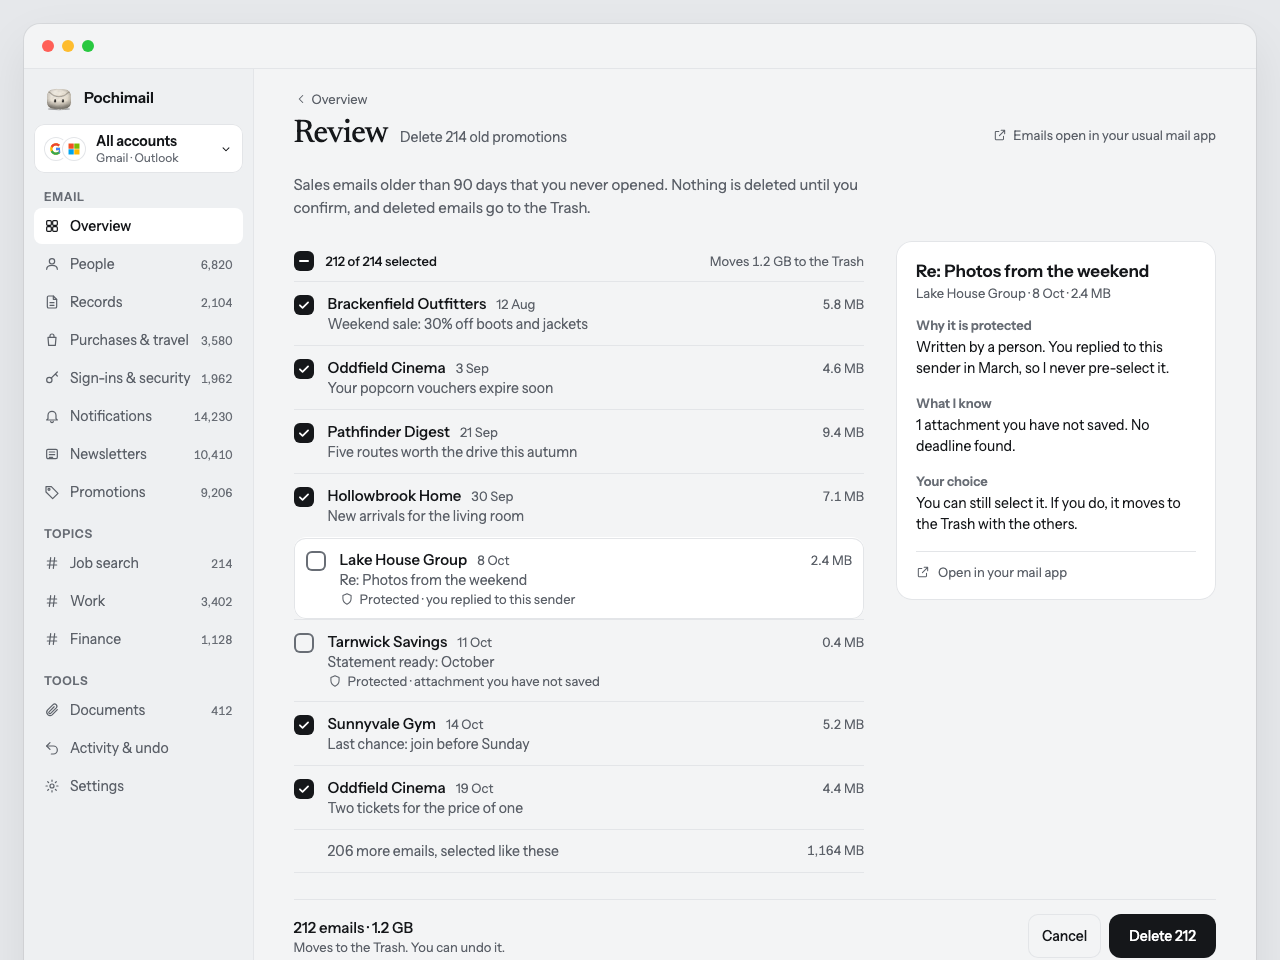 Pochimail
All accounts
Gmail · Outlook
EMAIL
Overview
People 6,820
Records 2,104
Purchases & travel 3,580
Sign-ins & security 1,962
Notifications 14,230
Newsletters 10,410
Promotions 9,206
TOPICS
# Job search 214
# Work 3,402
# Finance 1,128
TOOLS
Documents 412
Activity & undo
Settings
Overview
Review Delete 214 old promotions
Emails open in your usual mail app
Sales emails older than 90 days that you never opened. Nothing is deleted until you
confirm, and deleted emails go to the Trash.
212 of 214 selected Moves 1.2 GB to the Trash
Brackenfield Outfitters 12 Aug 5.8 MB
Weekend sale: 30% off boots and jackets
Oddfield Cinema 3 Sep 4.6 MB
Your popcorn vouchers expire soon
Pathfinder Digest 21 Sep 9.4 MB
Five routes worth the drive this autumn
Hollowbrook Home 30 Sep 7.1 MB
New arrivals for the living room
Lake House Group 8 Oct 2.4 MB
Re: Photos from the weekend
Protected · you replied to this sender
Tarnwick Savings 11 Oct 0.4 MB
Statement ready: October
Protected · attachment you have not saved
Sunnyvale Gym 14 Oct 5.2 MB
Last chance: join before Sunday
Oddfield Cinema 19 Oct 4.4 MB
Two tickets for the price of one
206 more emails, selected like these 1,164 MB
Re: Photos from the weekend
Lake House Group · 8 Oct · 2.4 MB
Why it is protected
Written by a person. You replied to this
sender in March, so I never pre-select it.
What I know
1 attachment you have not saved. No
deadline found.
Your choice
You can still select it. If you do, it moves to
the Trash with the others.
Open in your mail app
212 emails · 1.2 GB
Moves to the Trash. You can undo it.
Cancel
Delete 212